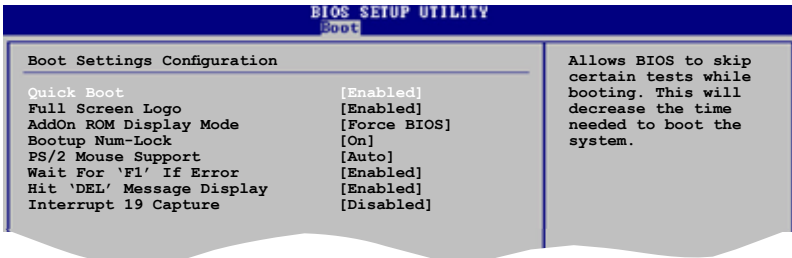 BIOS SETUP UTILITY
Boot
Boot Settings Configuration
Quick Boot [Enabled]
Full Screen Logo [Enabled]
AddOn ROM Display Mode [Force BIOS]
Bootup Num-Lock [On]
PS/2 Mouse Support [Auto]
Wait For ‘F1’ If Error [Enabled]
Hit ‘DEL’ Message Display [Enabled]
Interrupt 19 Capture [Disabled]
Allows BIOS to skip
certain tests while
booting. This will
decrease the time
needed to boot the
system.